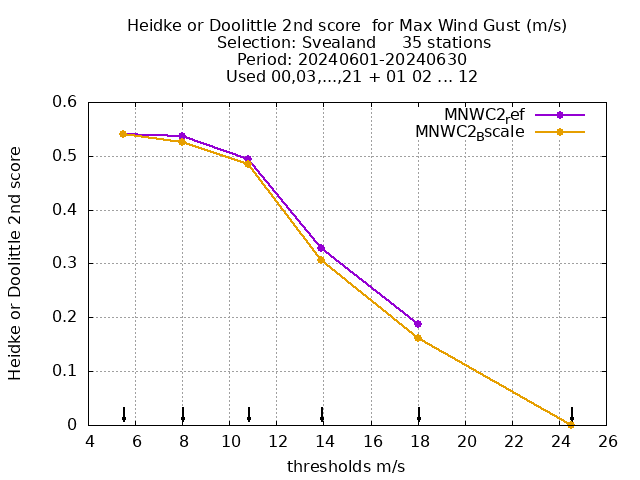 Heidke or Doolittle 2nd score  for Max Wind Gust (m/s)
Selection: Svealand     35 stations
Period: 20240601-20240630
Used 00,03,...,21 + 01 02 ... 12
MNWC2ref
MNWC2Bscale
Heidke or Doolittle 2nd score
0.6
0.5
0.4
0.3
0.2
0.1
0
4 6 8 10 12 14 16 18 20 22 24 26
thresholds m/s